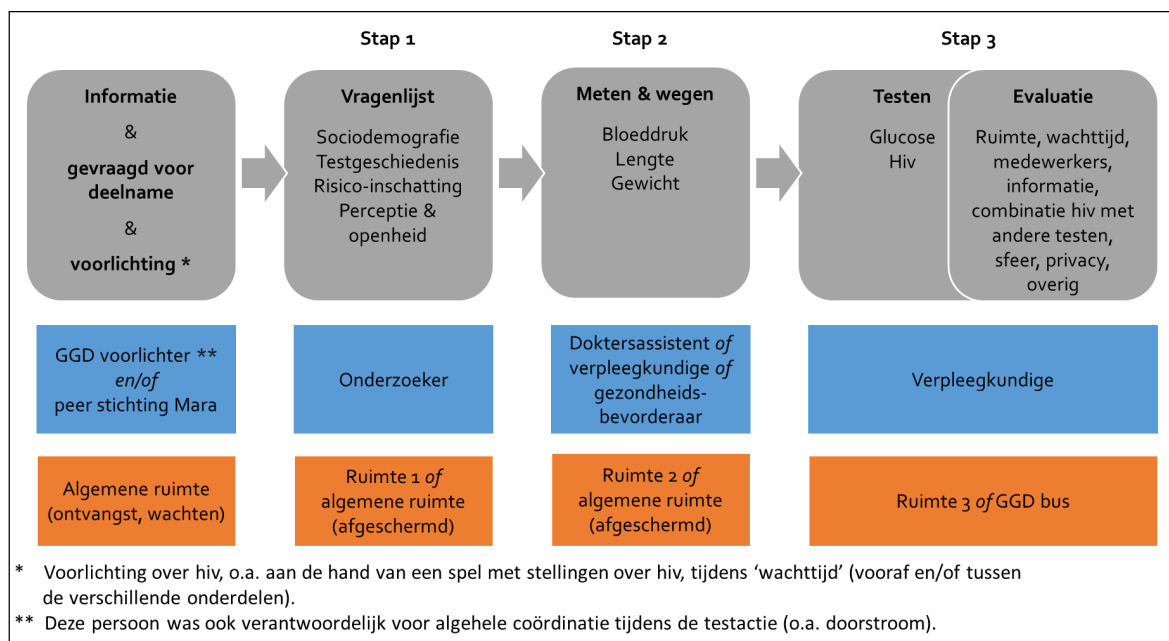 Stap 1
Stap 2
Stap 3
Informatie
&
gevraagd voor
deelname
&
voorlichting *
Vragenlijst
Sociodemografie
Testgeschiedenis
Risico-inschatting
Perceptie &
openheid
Meten & wegen
Bloeddruk
Lengte
Gewicht
Testen
Glucose
Hiv
Evaluatie
Ruimte, wachttijd,
medewerkers,
informatie,
combinatie hiv met
andere testen,
sfeer, privacy,
overig
GGD voorlichter **
en/of
peer stichting Mara
Onderzoeker
Doktersassistent of
verpleegkundige of
gezondheids-
bevorderaar
Verpleegkundige
Algemene ruimte
(ontvangst, wachten)
Ruimte 1 of
algemene ruimte
(afgeschermd)
Ruimte 2 of
algemene ruimte
(afgeschermd)
Ruimte 3 of GGD bus
* Voorlichting over hiv, o.a. aan de hand van een spel met stellingen over hiv, tijdens ‘wachttijd’ (vooraf en/of tussen
de verschillende onderdelen).
** Deze persoon was ook verantwoordelijk voor algehele coördinatie tijdens de testactie (o.a. doorstroom).